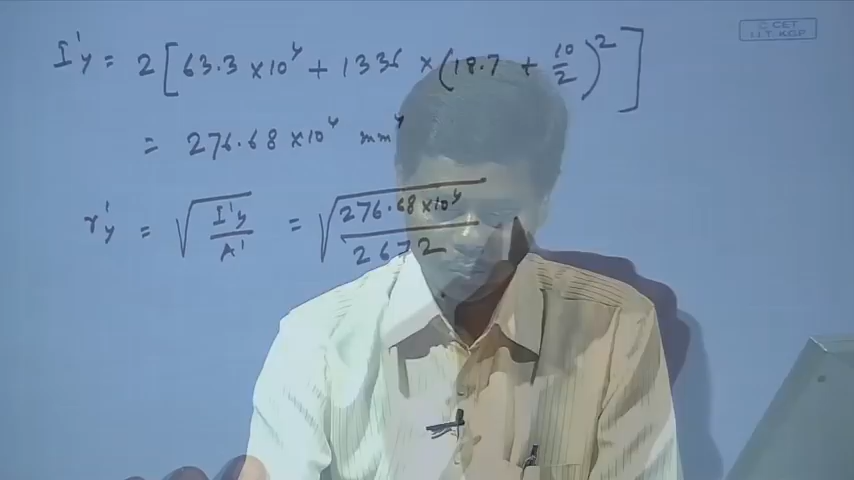 I'y = 2 [ 63.3 ×10⁴ + 1336 × (18.7 + 10/2)² ]
= 276.68 ×10⁴ mm⁴
r'y = √(I'y / A') = √(276.68×10⁴ / 2672)
© CET
I.I.T. KGP